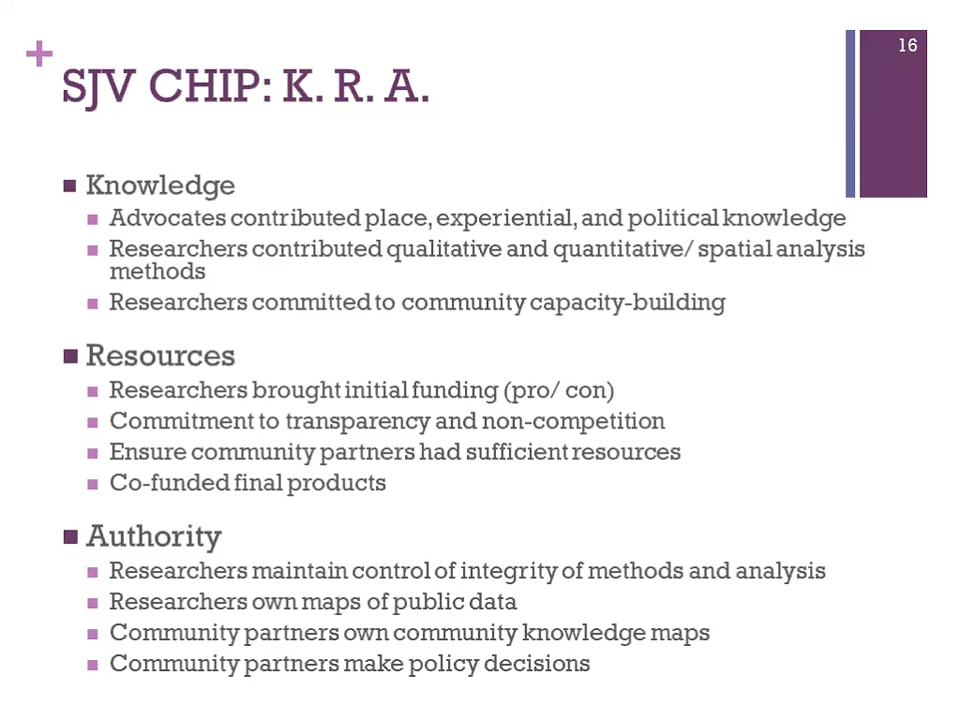 16
SJV CHIP: K. R. A.
Knowledge
Advocates contributed place, experiential, and political knowledge
Researchers contributed qualitative and quantitative/ spatial analysis
methods
Researchers committed to community capacity-building
Resources
Researchers brought initial funding (pro/ con)
Commitment to transparency and non-competition
Ensure community partners had sufficient resources
Co-funded final products
Authority
Researchers maintain control of integrity of methods and analysis
Researchers own maps of public data
Community partners own community knowledge maps
Community partners make policy decisions